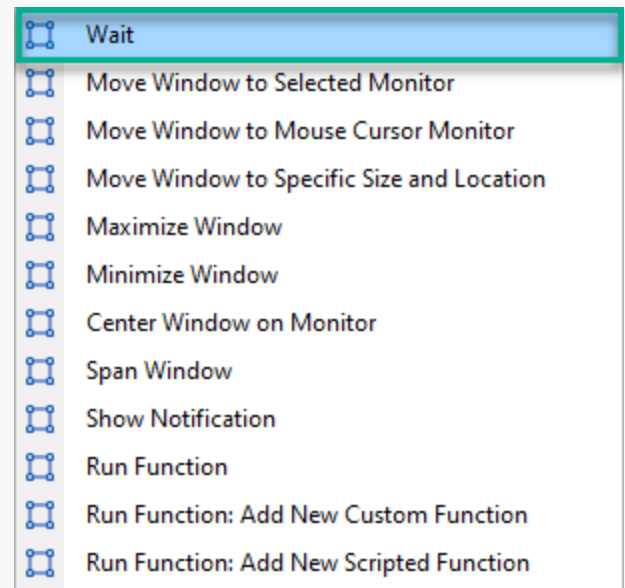 Wait
Move Window to Selected Monitor
Move Window to Mouse Cursor Monitor
Move Window to Specific Size and Location
Maximize Window
Minimize Window
Center Window on Monitor
Span Window
Show Notification
Run Function
Run Function: Add New Custom Function
Run Function: Add New Scripted Function